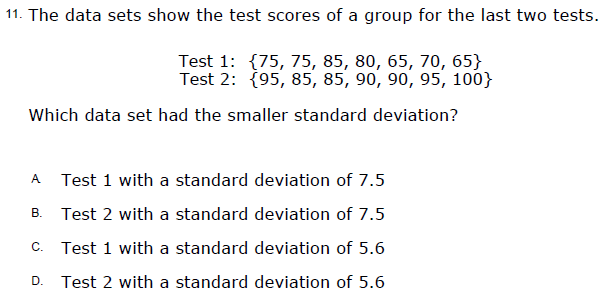 11. The data sets show the test scores of a group for the last two tests.
Test 1: {75, 75, 85, 80, 65, 70, 65}
Test 2: {95, 85, 85, 90, 90, 95, 100}
Which data set had the smaller standard deviation?
A Test 1 with a standard deviation of 7.5
B. Test 2 with a standard deviation of 7.5
C. Test 1 with a standard deviation of 5.6
D. Test 2 with a standard deviation of 5.6